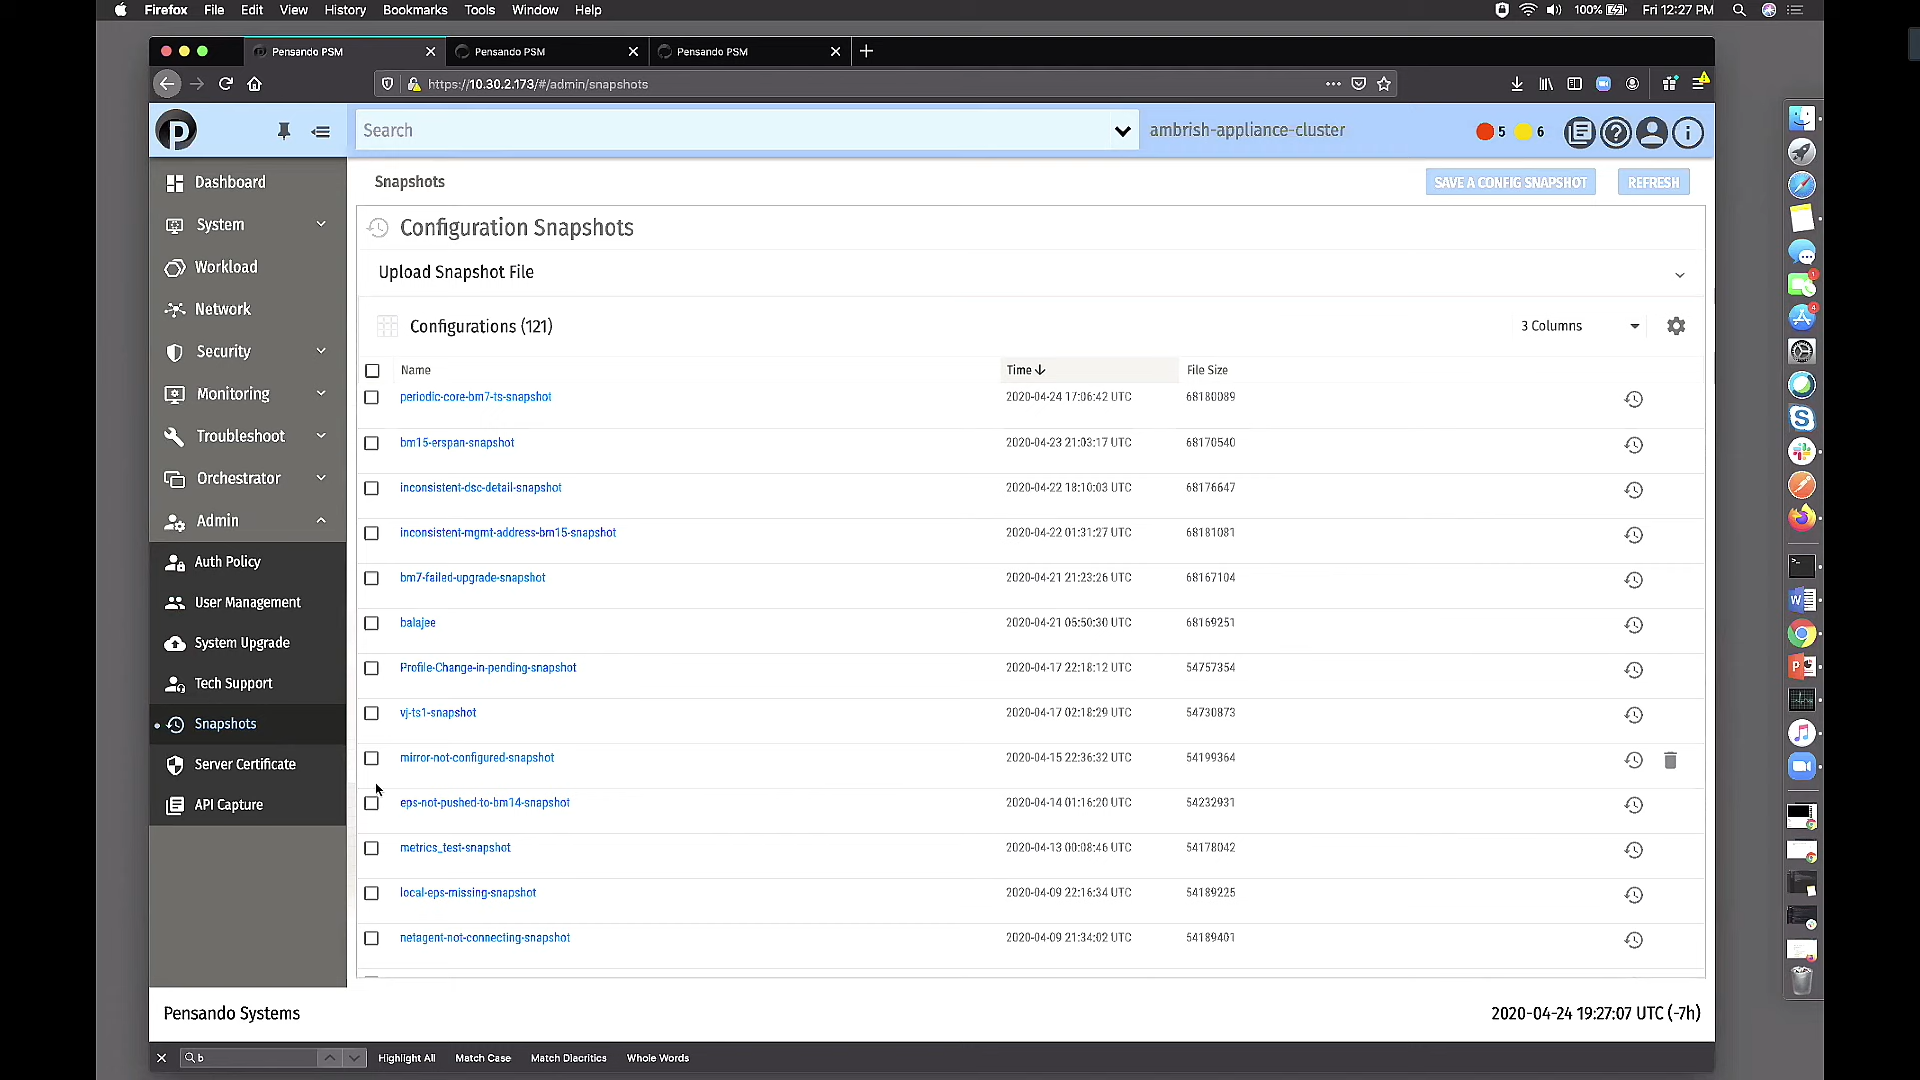 Firefox File Edit View History Bookmarks Tools Window Help 100% Fri 12:27 PM
Pensando PSM Pensando PSM Pensando PSM
https://10.30.2.173/#/admin/snapshots
P Search ambrish-appliance-cluster 5 6
Dashboard
System
Workload
Network
Security
Monitoring
Troubleshoot
Orchestrator
Admin
Auth Policy
User Management
System Upgrade
Tech Support
Snapshots
Server Certificate
API Capture
Snapshots SAVE A CONFIG SNAPSHOT REFRESH
Configuration Snapshots
Upload Snapshot File
Configurations (121) 3 Columns
Name Time File Size
periodic-core-bm7-ts-snapshot 2020-04-24 17:06:42 UTC 68180089
bm15-erspan-snapshot 2020-04-23 21:03:17 UTC 68170540
inconsistent-dsc-detail-snapshot 2020-04-22 18:10:03 UTC 68176647
inconsistent-mgmt-address-bm15-snapshot 2020-04-22 01:31:27 UTC 68181081
bm7-failed-upgrade-snapshot 2020-04-21 21:23:26 UTC 68167104
balajee 2020-04-21 05:50:30 UTC 68169251
Profile-Change-in-pending-snapshot 2020-04-17 22:18:12 UTC 54757354
vj-ts1-snapshot 2020-04-17 02:18:29 UTC 54730873
mirror-not-configured-snapshot 2020-04-15 22:36:32 UTC 54199364
eps-not-pushed-to-bm14-snapshot 2020-04-14 01:16:20 UTC 54232931
metrics_test-snapshot 2020-04-13 00:08:46 UTC 54178042
local-eps-missing-snapshot 2020-04-09 22:16:34 UTC 54189225
netagent-not-connecting-snapshot 2020-04-09 21:34:02 UTC 54189401
Pensando Systems 2020-04-24 19:27:07 UTC (-7h)
b Highlight All Match Case Match Diacritics Whole Words